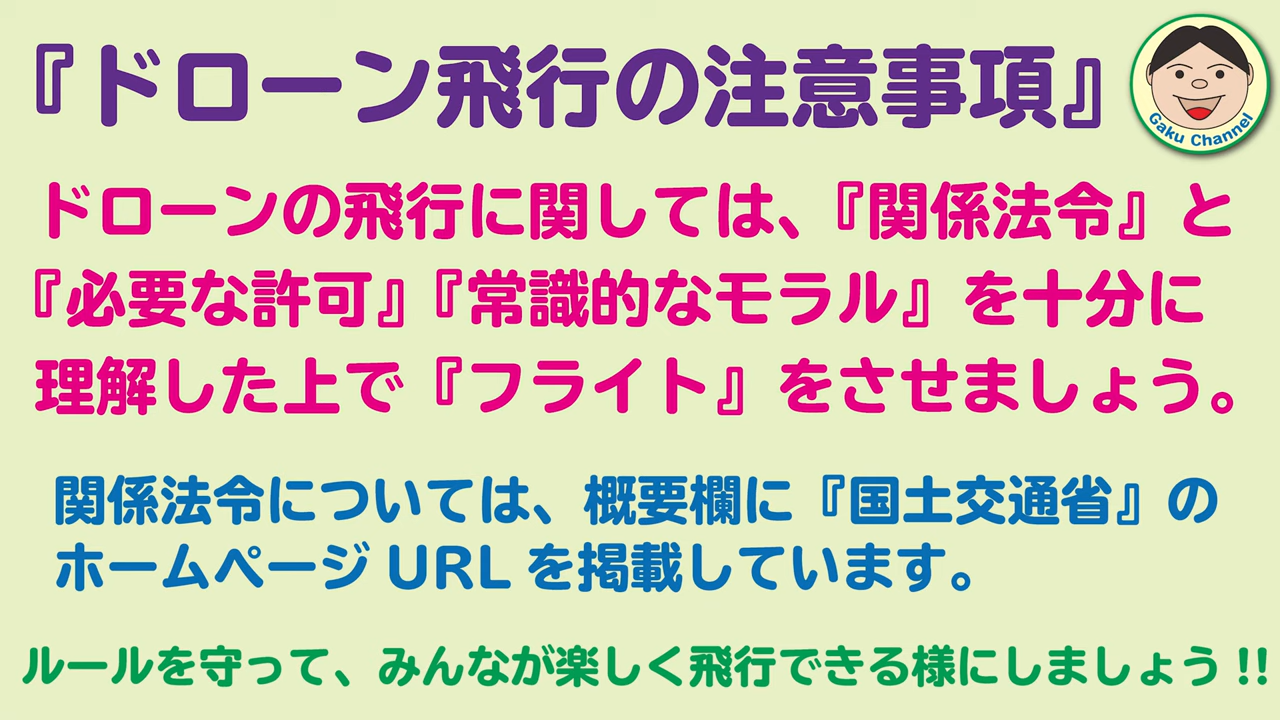 『ドローン飛行の注意事項』
Gaku Channel
ドローンの飛行に関しては、『関係法令』と
『必要な許可』『常識的なモラル』を十分に
理解した上で『フライト』をさせましょう。
関係法令については、概要欄に『国土交通省』の
ホームページ URL を掲載しています。
ルールを守って、みんなが楽しく飛行できる様にしましょう !!